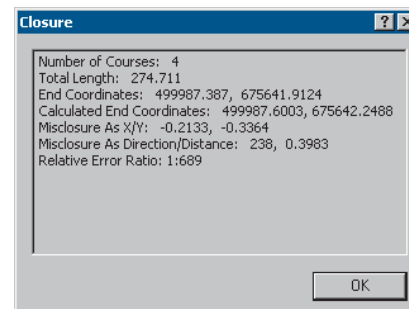 Closure
Number of Courses: 4
Total Length: 274.711
End Coordinates: 499987.387, 675641.9124
Calculated End Coordinates: 499987.6003, 675642.2488
Misclosure As X/Y: -0.2133, -0.3364
Misclosure As Direction/Distance: 238, 0.3983
Relative Error Ratio: 1:689
OK